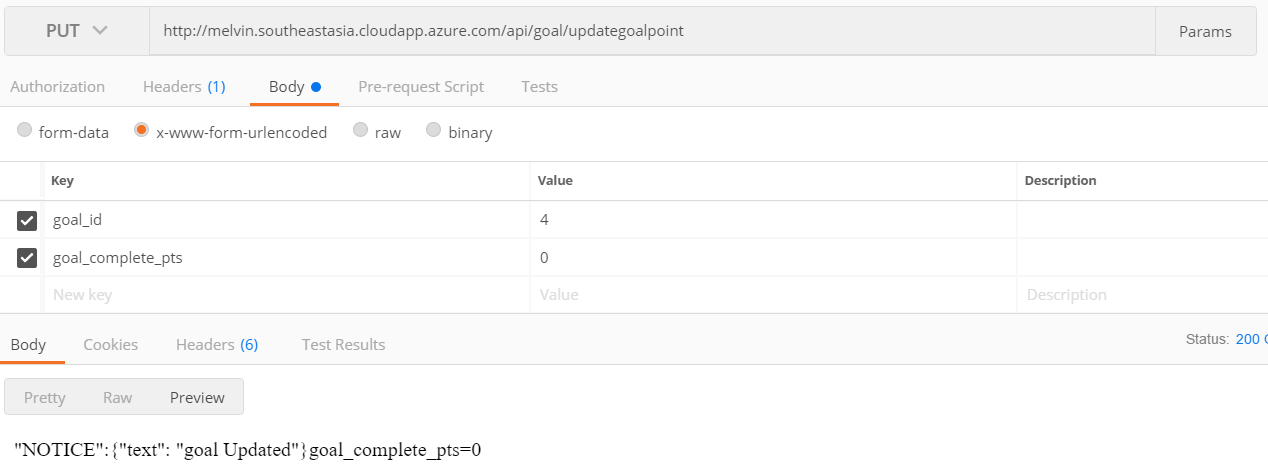 PUT http://melvin.southeastasia.cloudapp.azure.com/api/goal/updategoalpoint Params
Authorization Headers (1) Body Pre-request Script Tests
form-data x-www-form-urlencoded raw binary
Key Value Description
goal_id 4
goal_complete_pts 0
New key Value Description
Body Cookies Headers (6) Test Results Status: 200
Pretty Raw Preview
"NOTICE":{"text": "goal Updated"}goal_complete_pts=0